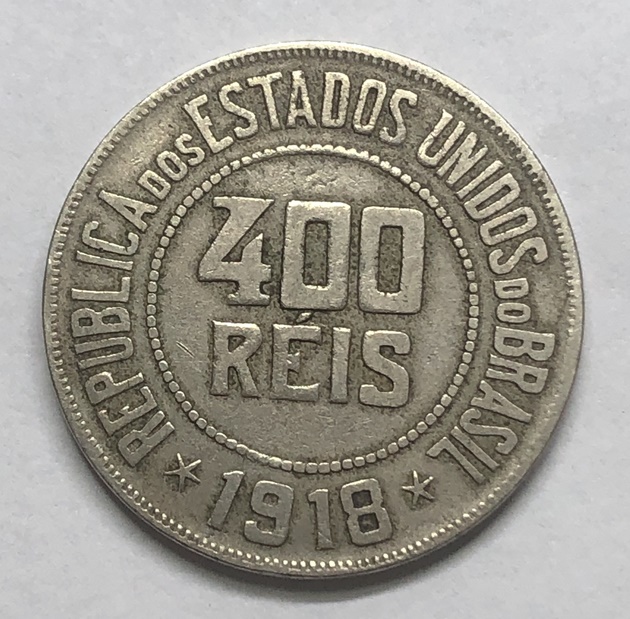 REPUBLICA DOS ESTADOS UNIDOS DO BRASIL
400
RÉIS
1918